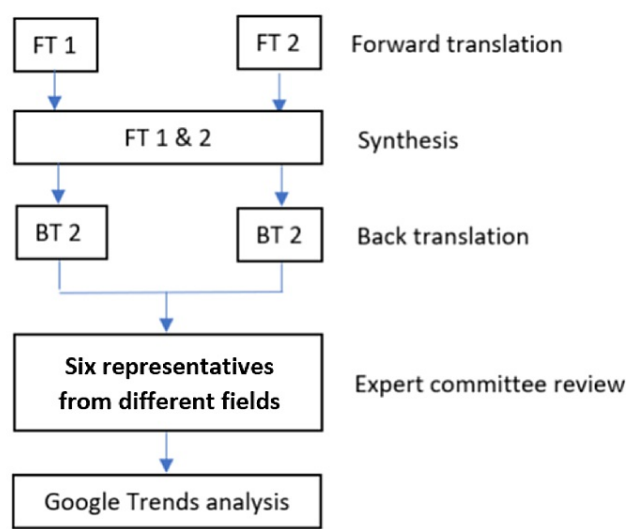 FT 1
FT 2
Forward translation
FT 1 & 2
Synthesis
BT 2
BT 2
Back translation
Six representatives
from different fields
Expert committee review
Google Trends analysis